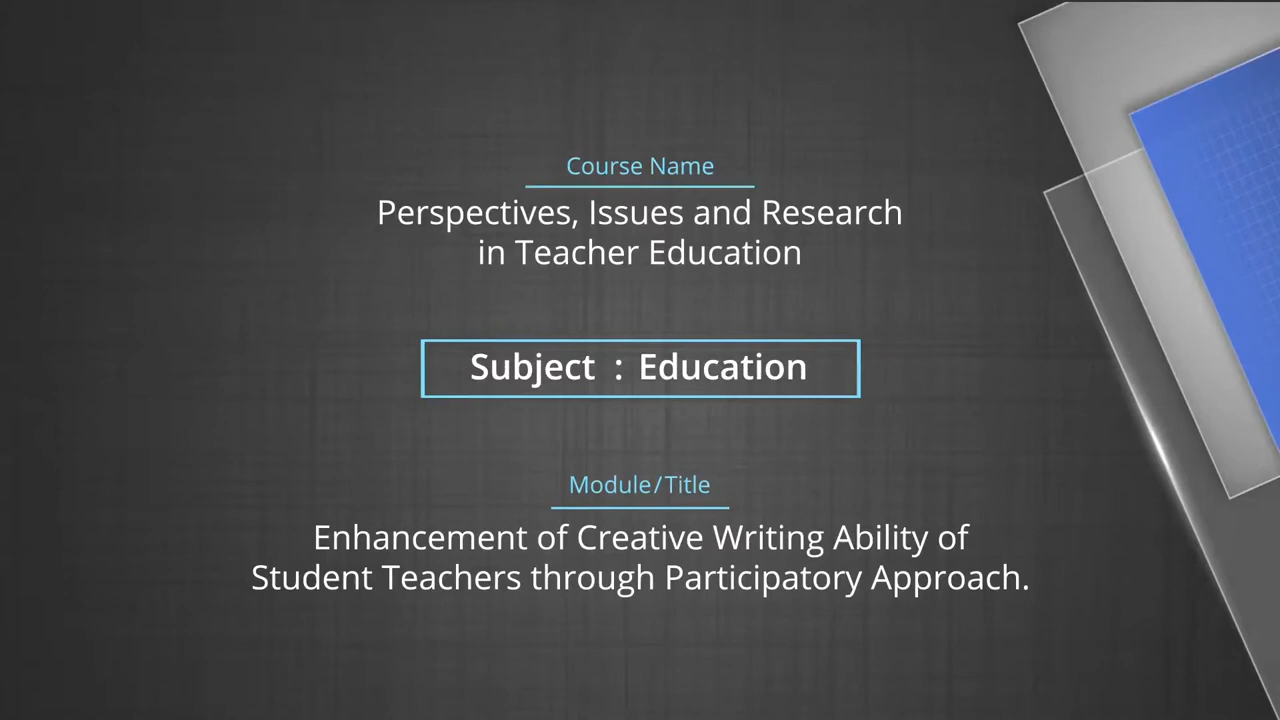 Course Name
Perspectives, Issues and Research
in Teacher Education
Subject : Education
Module/Title
Enhancement of Creative Writing Ability of
Student Teachers through Participatory Approach.